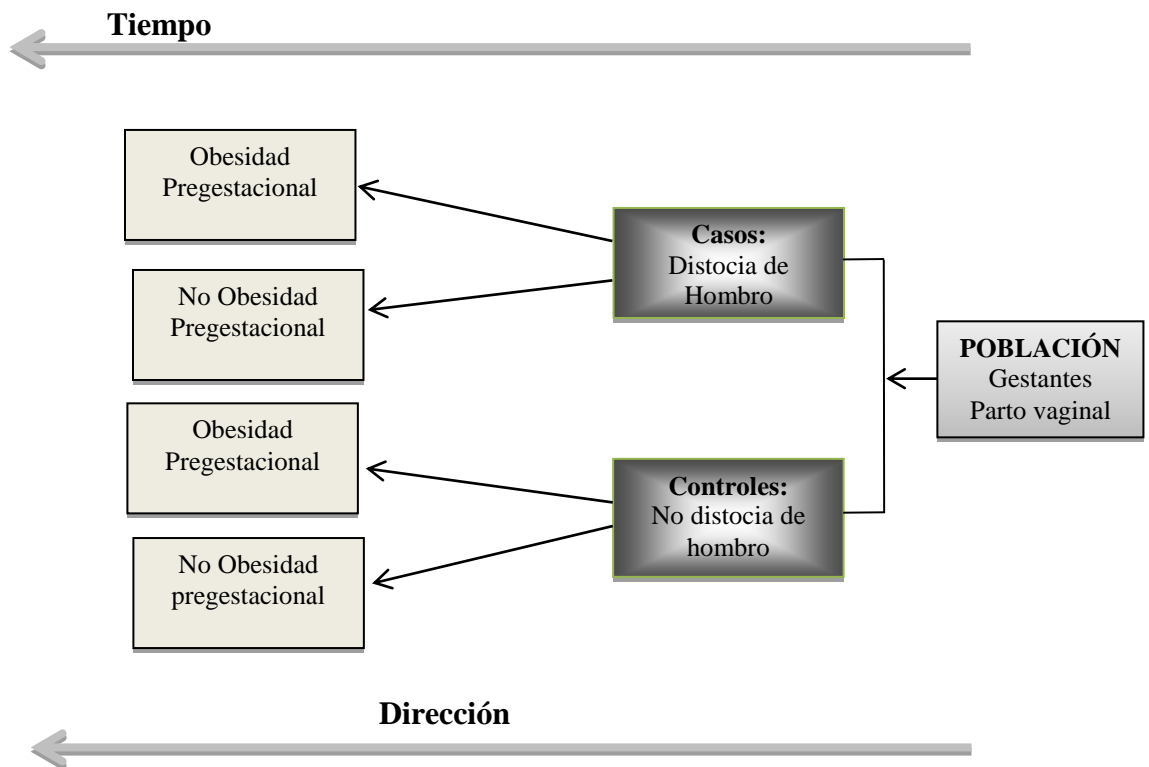 Tiempo
Obesidad
Pregestacional
No Obesidad
Pregestacional
Obesidad
Pregestacional
No Obesidad
pregestacional
Casos:
Distocia de
Hombro
Controles:
No distocia de
hombro
POBLACIÓN
Gestantes
Parto vaginal
Dirección